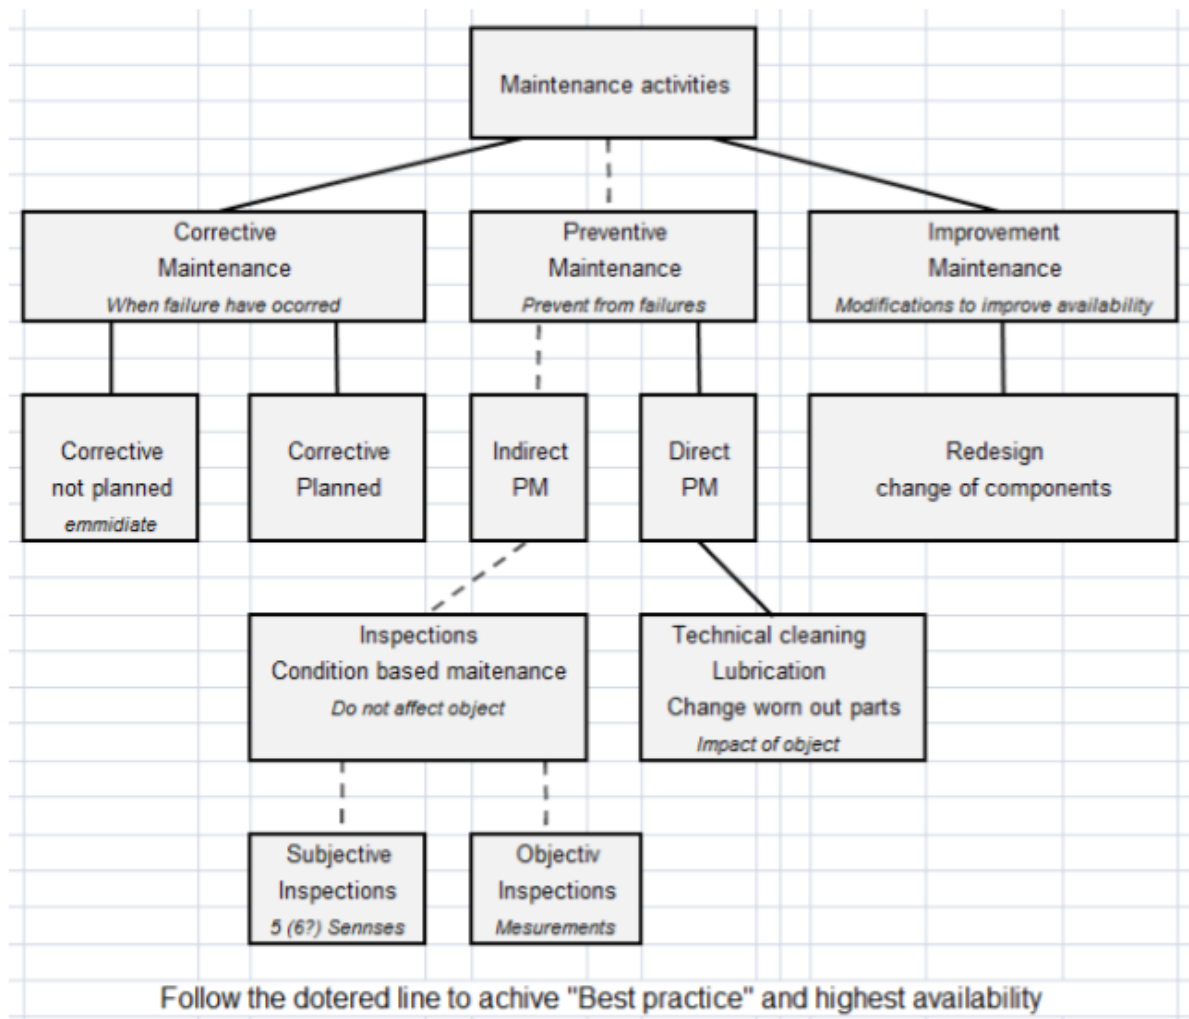 Maintenance activities
Corrective
Maintenance
When failure have ocorred
Preventive
Maintenance
Prevent from failures
Improvement
Maintenance
Modifications to improve availability
Corrective
not planned
emmidiate
Corrective
Planned
Indirect
PM
Direct
PM
Redesign
change of components
Inspections
Condition based maitenance
Do not affect object
Technical cleaning
Lubrication
Change worn out parts
Impact of object
Subjective
Inspections
5 (6?) Sennses
Objectiv
Inspections
Mesurements
Follow the dotered line to achive "Best practice" and highest availability